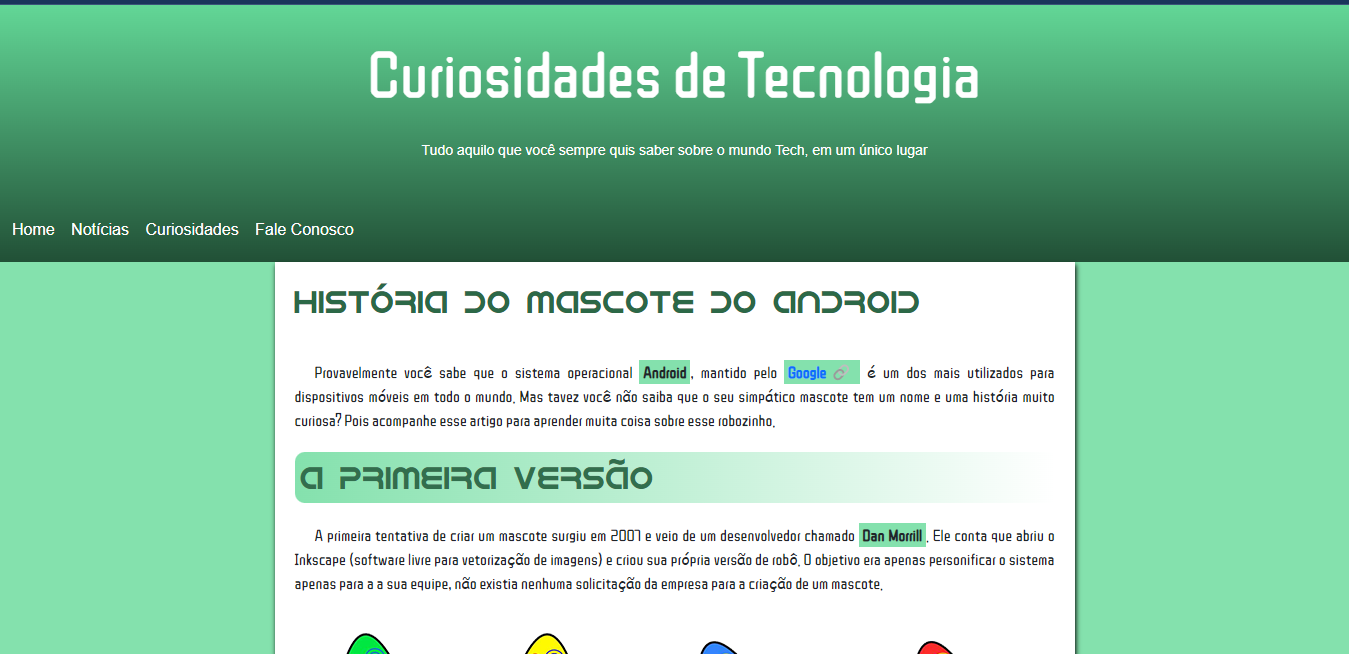 Curiosidades de Tecnologia
Tudo aquilo que você sempre quis saber sobre o mundo Tech, em um único lugar
Home Notícias Curiosidades Fale Conosco
História do Mascote do Android
Provavelmente você sabe que o sistema operacional Android, mantido pelo Google é um dos mais utilizados para
dispositivos móveis em todo o mundo. Mas tavez você não saiba que o seu simpático mascote tem um nome e uma história muito
curiosa? Pois acompanhe esse artigo para aprender muita coisa sobre esse robozinho.
A primeira versão
A primeira tentativa de criar um mascote surgiu em 2007 e veio de um desenvolvedor chamado Dan Morrill. Ele conta que abriu o
Inkscape (software livre para vetorização de imagens) e criou sua própria versão de robô. O objetivo era apenas personificar o sistema
apenas para a a sua equipe, não existia nenhuma solicitação da empresa para a criação de um mascote.